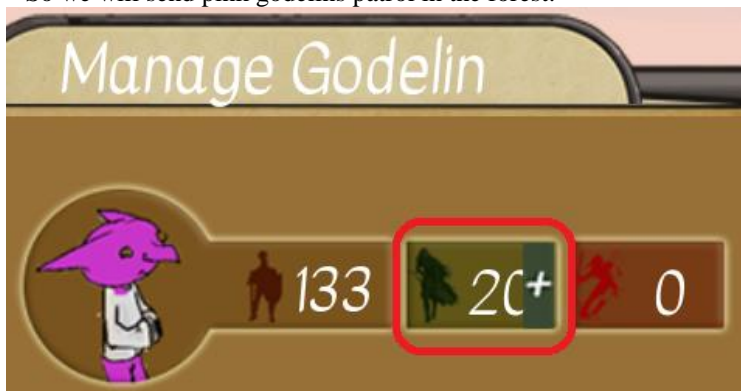 So we will send pink godelins patrol in the forest.
Manage Godelin
133 20 + 0